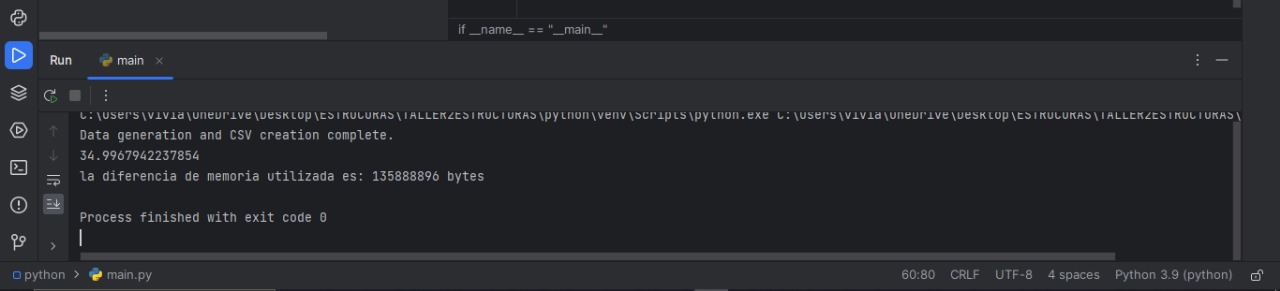 if __name__ == "__main__"
Run main
C:\Users\Vivia\OneDrive\Desktop\ESTRUCURAS\TALLER2ESTRUCTURAS\python\venv\Scripts\python.exe C:\Users\Vivia\OneDrive\Desktop\ESTRUCURAS\TALLER2ESTRUCTURAS\
Data generation and CSV creation complete.
34.9967942237854
la diferencia de memoria utilizada es: 135888896 bytes
Process finished with exit code 0
python > main.py 60:80 CRLF UTF-8 4 spaces Python 3.9 (python)